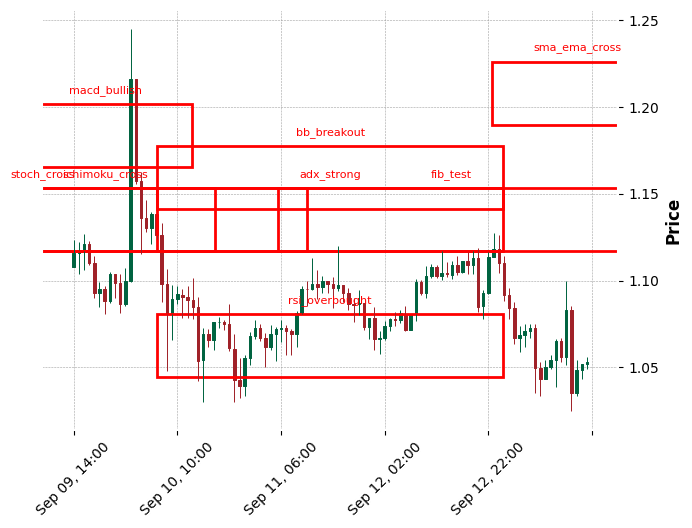 1.25
sma_ema_cross
macd_bullish
1.20
bb_breakout
stoch_cross
ichimoku_cross
adx_strong
fib_test
1.15
Price
1.10
rsi_overbought
1.05
Sep 09, 14:00
Sep 10, 10:00
Sep 11, 06:00
Sep 12, 02:00
Sep 12, 22:00